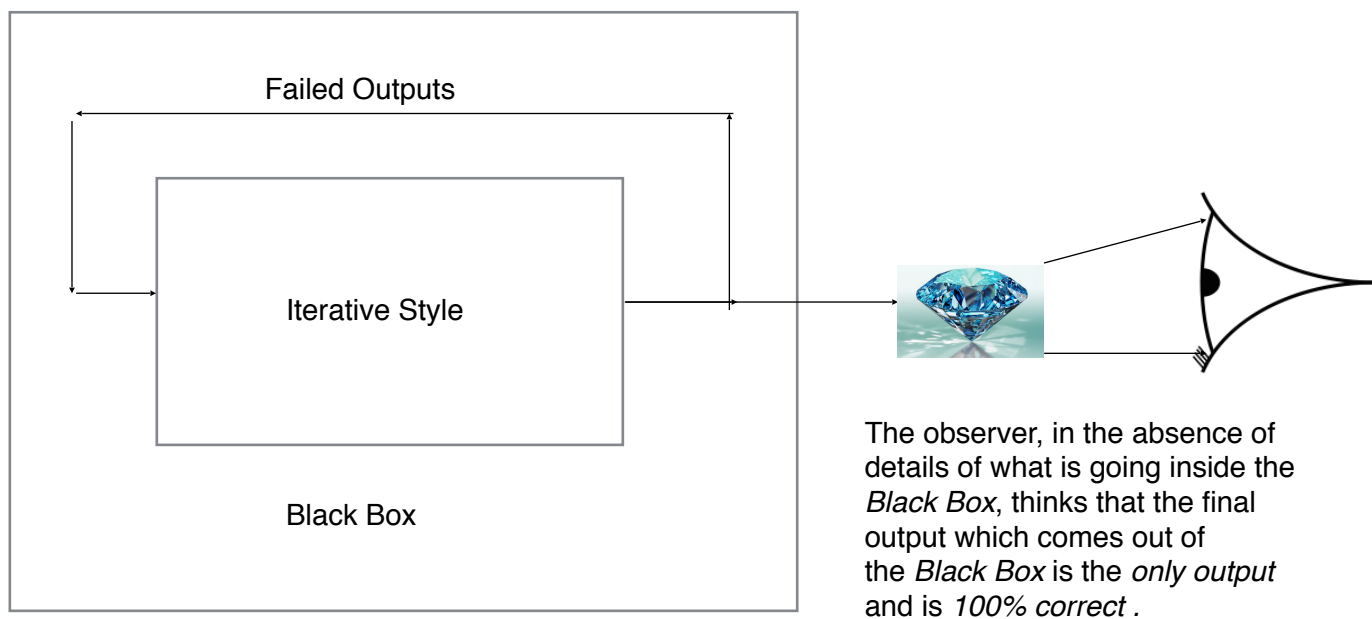 Failed Outputs
Iterative Style
Black Box
The observer, in the absence of
details of what is going inside the
Black Box, thinks that the final
output which comes out of
the Black Box is the only output
and is 100% correct .